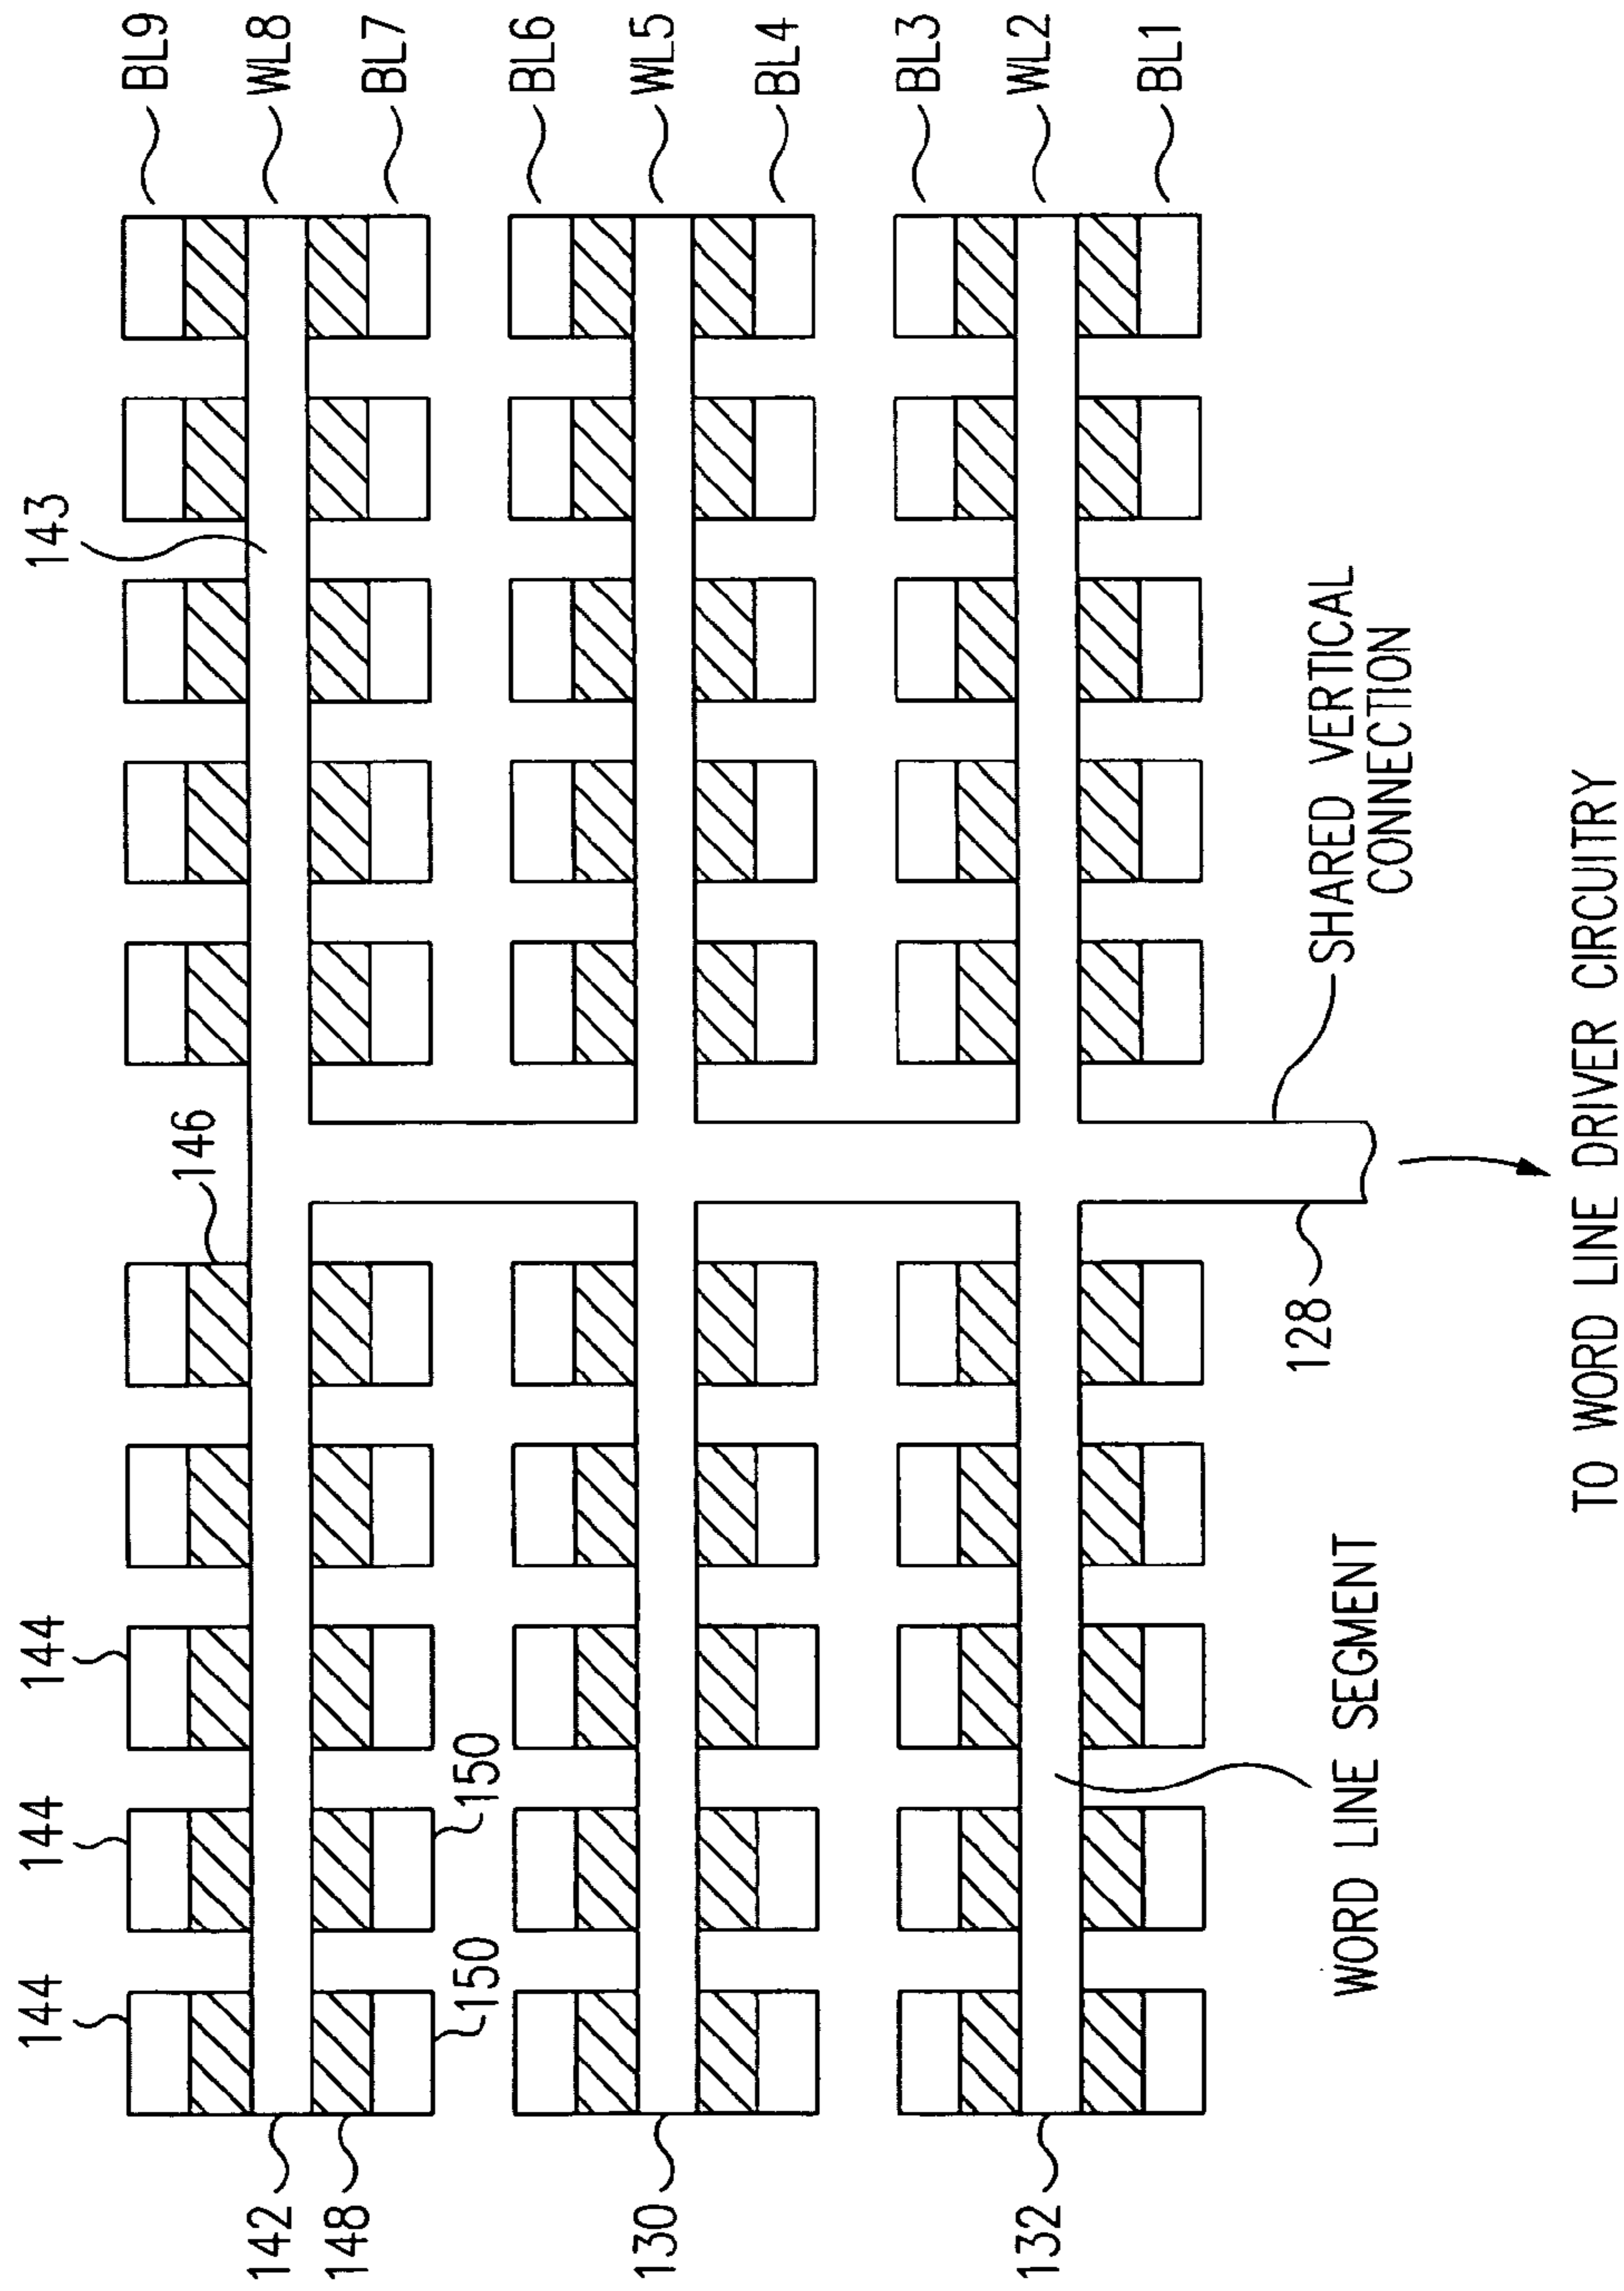 BL9
WL8
BL7
BL6
WL5
BL4
BL3
WL2
BL1
143
146
144
144
144
150
150
142
148
130
132
SHARED VERTICAL
CONNECTION
128
WORD LINE SEGMENT
TO WORD LINE DRIVER CIRCUITRY